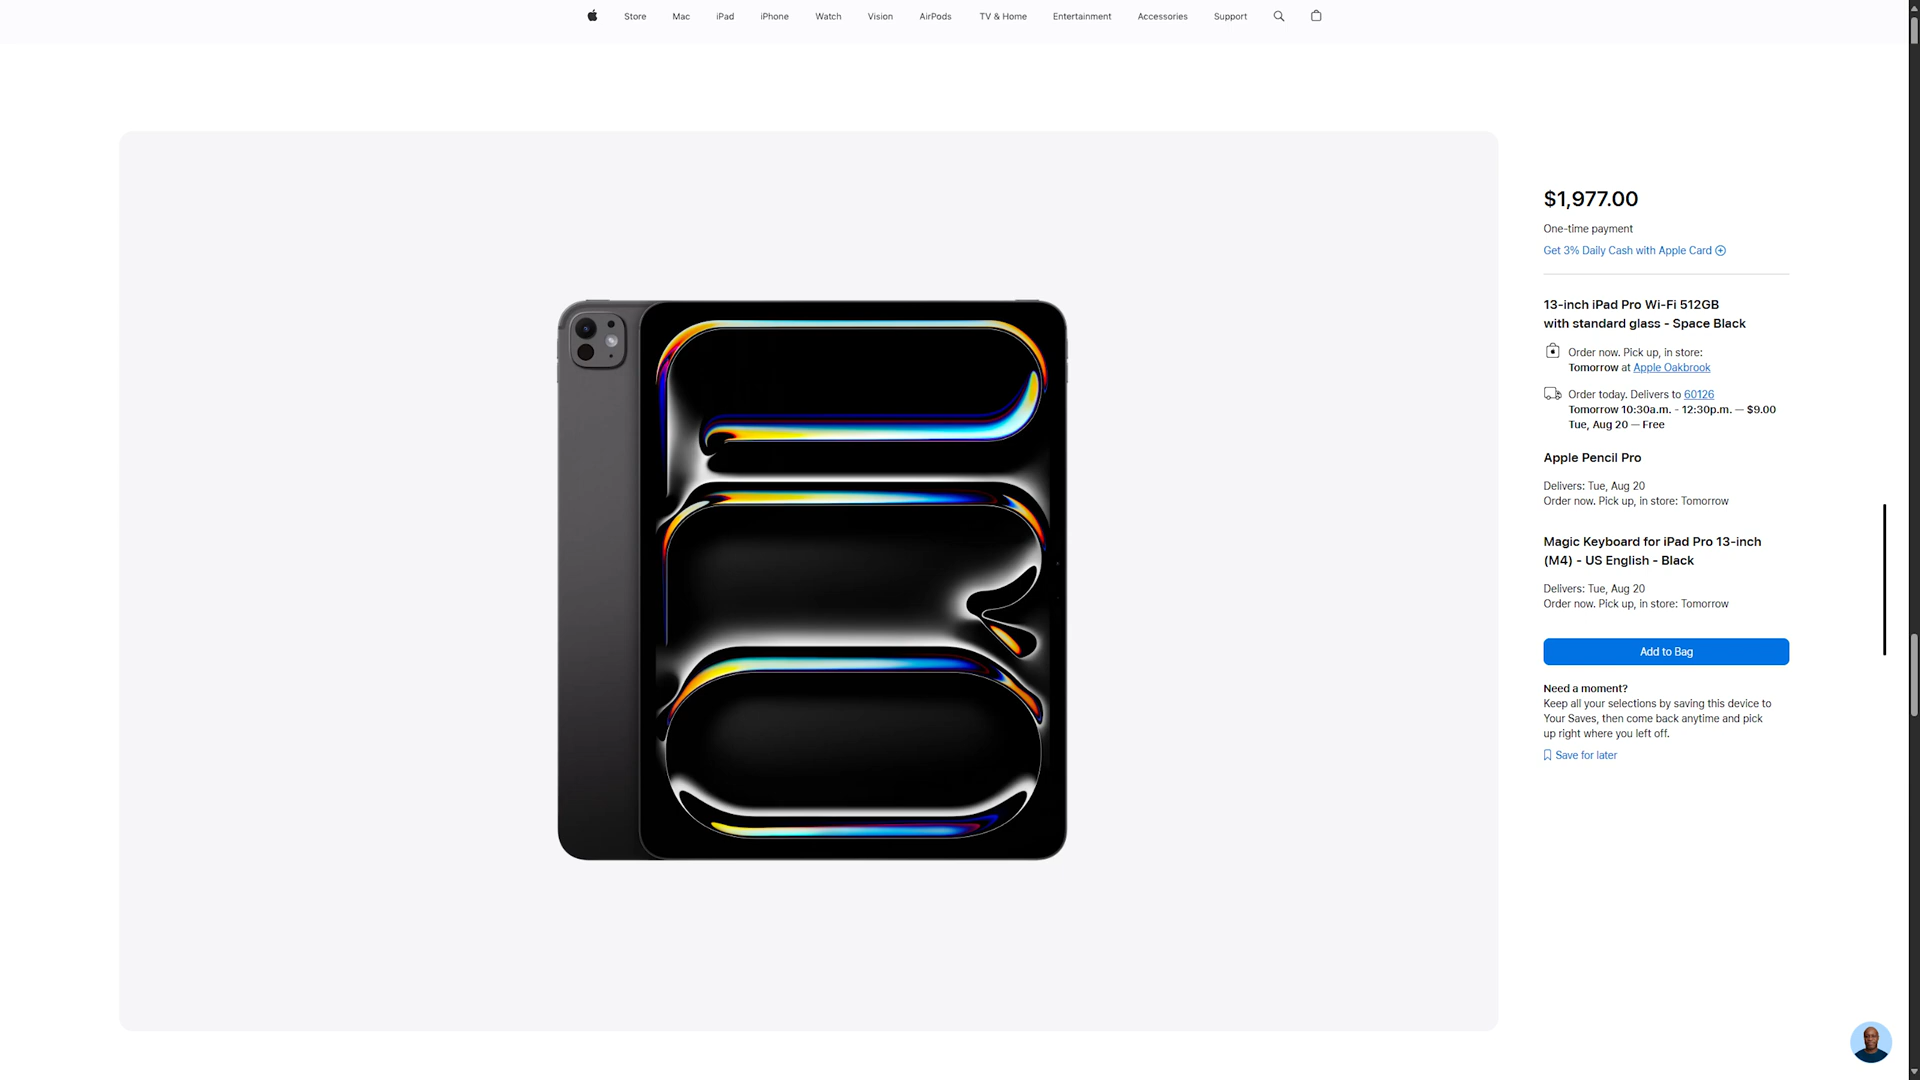 Store Mac iPad iPhone Watch Vision AirPods TV & Home Entertainment Accessories Support
$1,977.00
One-time payment
Get 3% Daily Cash with Apple Card
13-inch iPad Pro Wi-Fi 512GB
with standard glass - Space Black
Order now. Pick up, in store:
Tomorrow at Apple Oakbrook
Order today. Delivers to 60126
Tomorrow 10:30a.m. - 12:30p.m. — $9.00
Tue, Aug 20 — Free
Apple Pencil Pro
Delivers: Tue, Aug 20
Order now. Pick up, in store: Tomorrow
Magic Keyboard for iPad Pro 13-inch
(M4) - US English - Black
Delivers: Tue, Aug 20
Order now. Pick up, in store: Tomorrow
Add to Bag
Need a moment?
Keep all your selections by saving this device to
Your Saves, then come back anytime and pick
up right where you left off.
Save for later